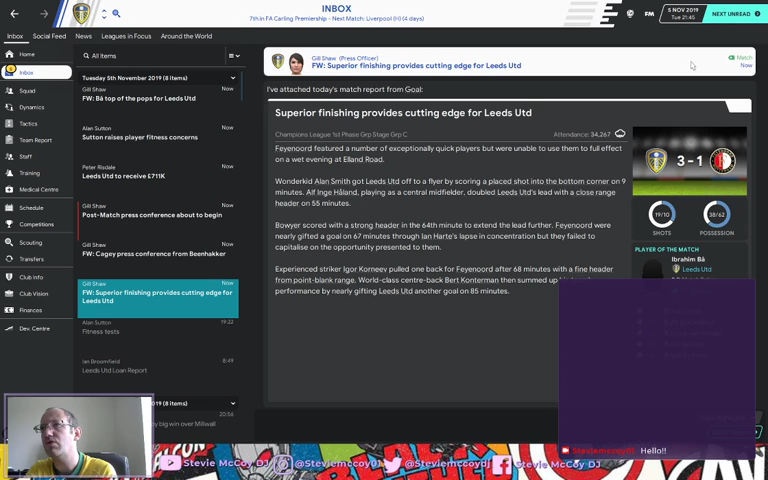 INBOX
7th in FA Carling Premiership - Next Match: Liverpool (H) (4 days)
FM
5 NOV 2019
Tue 21:45
NEXT UNREAD
Inbox Social Feed News Leagues in Focus Around the World
Home
Inbox
Squad
Dynamics
Tactics
Team Report
Staff
Training
Medical Centre
Schedule
Competitions
Scouting
Transfers
Club Info
Club Vision
Finances
Dev. Centre
All Items
Tuesday 5th November 2019 (8 items)
Gill Shaw Now
FW: Bâ top of the pops for Leeds Utd
Alan Sutton Now
Sutton raises player fitness concerns
Peter Risdale Now
Leeds Utd to receive £711K
Gill Shaw Now
Post-Match press conference about to begin
Gill Shaw Now
FW: Cagey press conference from Beenhakker
Gill Shaw Now
FW: Superior finishing provides cutting edge for
Leeds Utd
Alan Sutton 19:22
Fitness tests
Ian Broomfield 8:49
Leeds Utd Loan Report
2019 (8 items)
20:56
big win over Millwall
Gill Shaw (Press Officer)
FW: Superior finishing provides cutting edge for Leeds Utd
Match
Now
I've attached today's match report from Goal:
Superior finishing provides cutting edge for Leeds Utd
Champions League 1st Phase Grp Stage Grp C
Attendance: 34,267
Feyenoord featured a number of exceptionally quick players but were unable to use them to full effect
on a wet evening at Elland Road.
Wonderkid Alan Smith got Leeds Utd off to a flyer by scoring a placed shot into the bottom corner on 9
minutes. Alf Inge Håland, playing as a central midfielder, doubled Leeds Utd's lead with a close range
header on 55 minutes.
Bowyer scored with a strong header in the 64th minute to extend the lead further. Feyenoord were
nearly gifted a goal on 67 minutes through Ian Harte's lapse in concentration but they failed to
capitalise on the opportunity presented to them.
Experienced striker Igor Korneev pulled one back for Feyenoord after 68 minutes with a fine header
from point-blank range. World-class centre-back Bert Konterman then summed up
performance by nearly gifting Leeds Utd another goal on 85 minutes.
3 - 1
19/10
SHOTS
38/62
POSSESSION
PLAYER OF THE MATCH
Ibrahim Bâ
Leeds Utd
Steviemccoy01 Hello!!
Stevie McCoy DJ
@Steviemccoy01
@Steviemccoydj
Stevie McCoy DJ